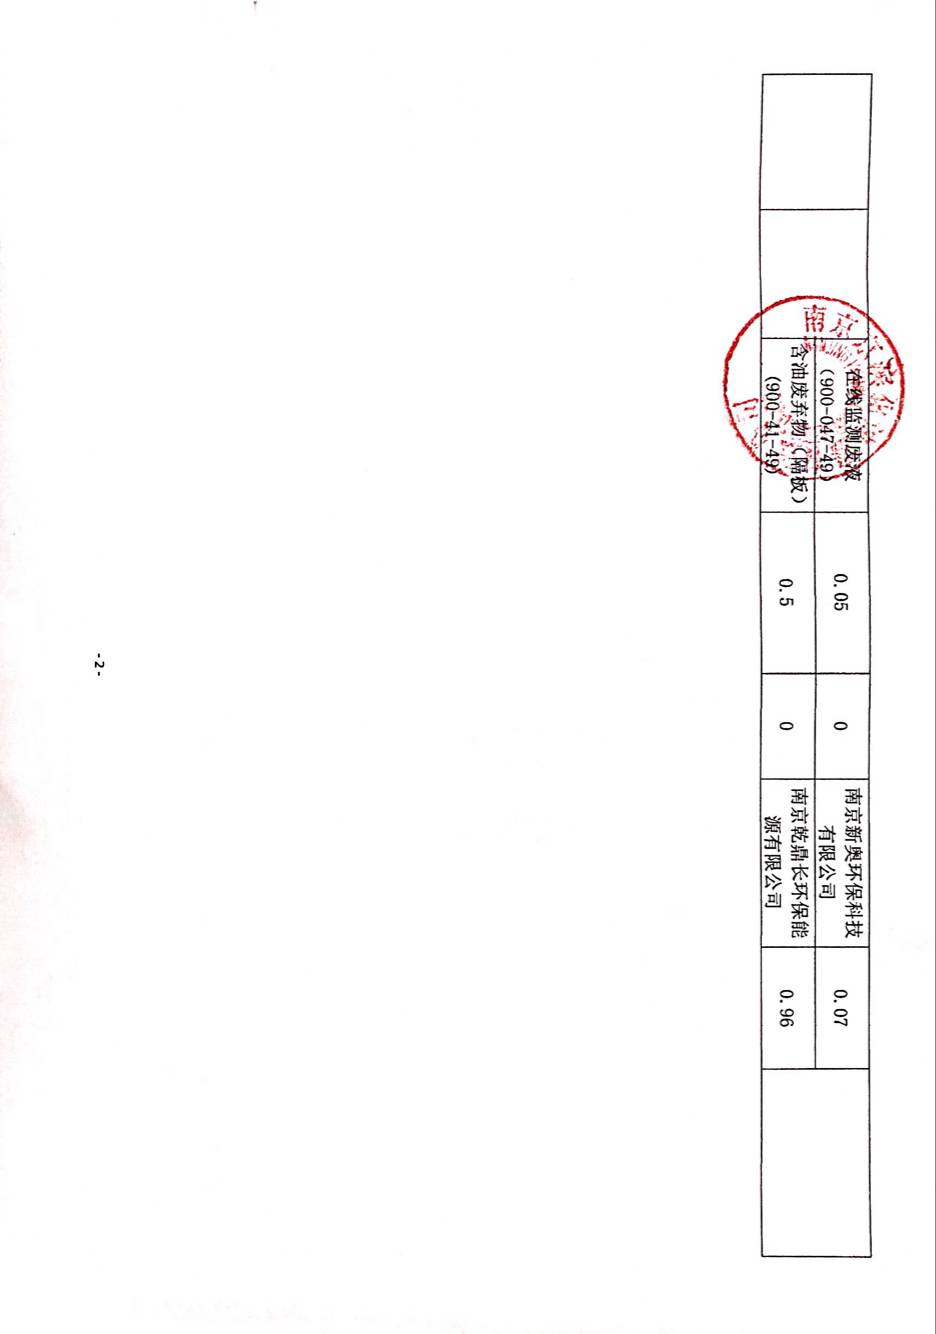 在线监测废液
（900-047-49）
0.05
0
南京新奥环保科技
有限公司
0.07
含油废弃物（隔板）
(900-41-49)
0.5
0
南京乾鼎长环保能
源有限公司
0.96
南京
-2-